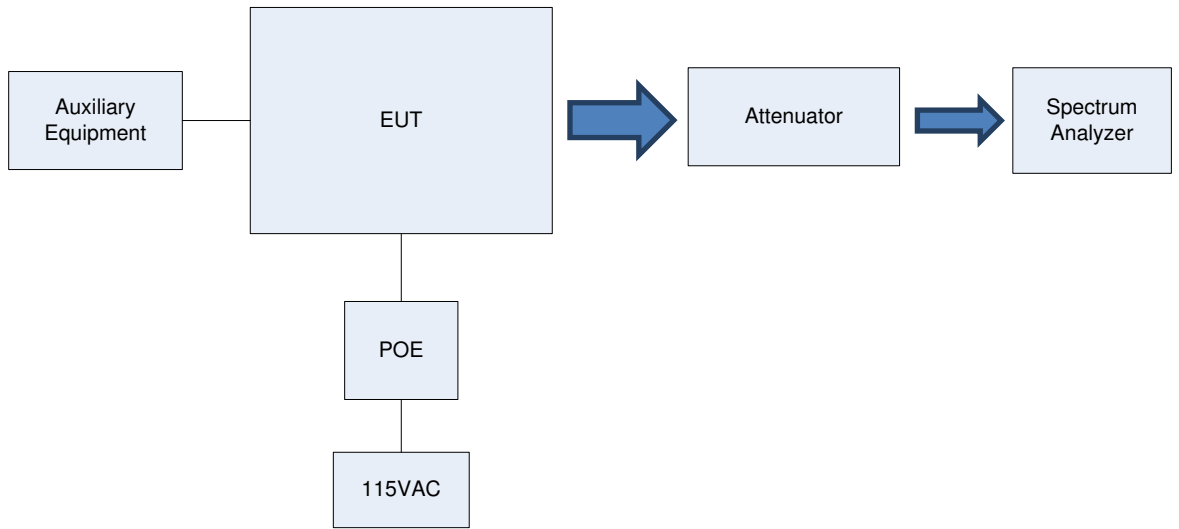 Auxiliary
Equipment
EUT
Attenuator
Spectrum
Analyzer
POE
115VAC